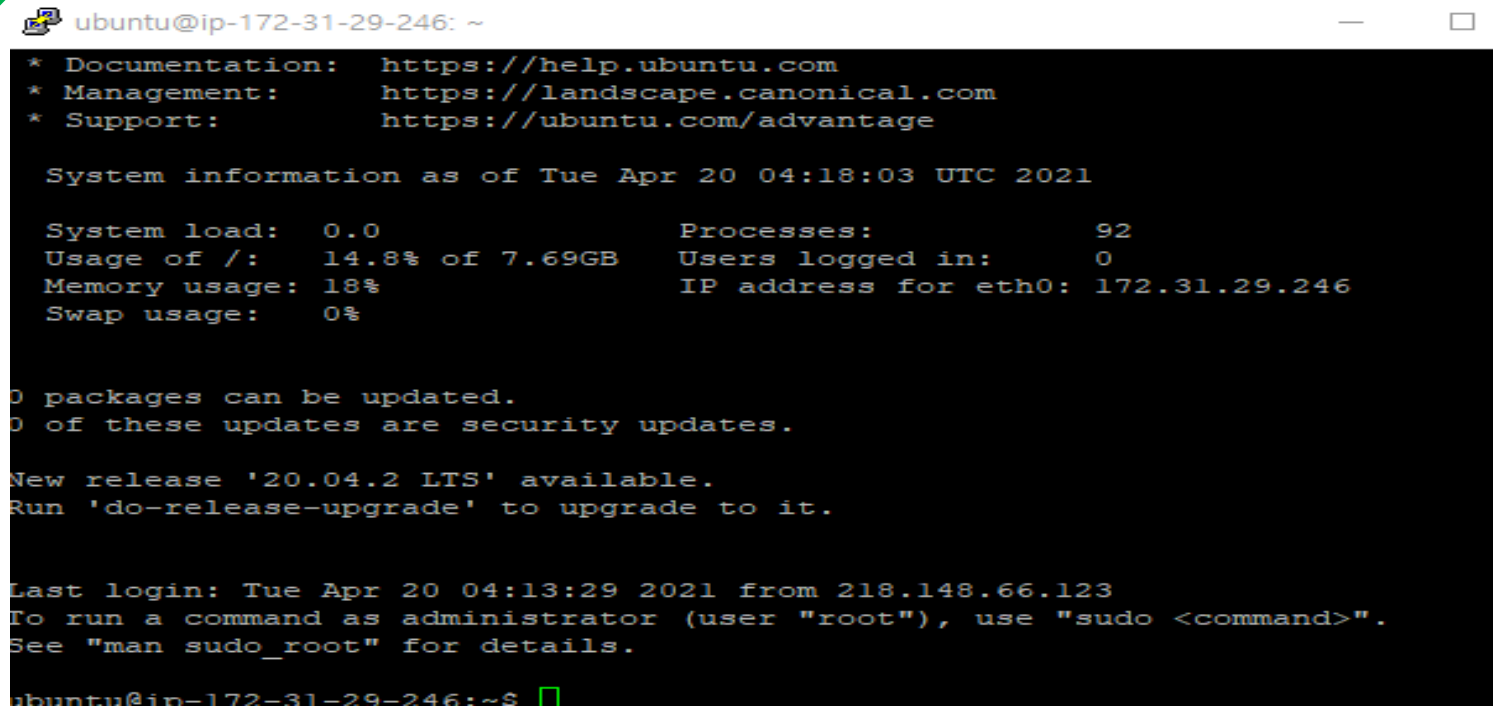 ubuntu@ip-172-31-29-246: ~
* Documentation:  https://help.ubuntu.com
* Management:     https://landscape.canonical.com
* Support:        https://ubuntu.com/advantage
System information as of Tue Apr 20 04:18:03 UTC 2021
System load:  0.0                Processes:           92
Usage of /:   14.8% of 7.69GB   Users logged in:     0
Memory usage: 18%                IP address for eth0: 172.31.29.246
Swap usage:   0%
0 packages can be updated.
0 of these updates are security updates.
New release '20.04.2 LTS' available.
Run 'do-release-upgrade' to upgrade to it.
Last login: Tue Apr 20 04:13:29 2021 from 218.148.66.123
To run a command as administrator (user "root"), use "sudo <command>".
See "man sudo_root" for details.
ubuntu@ip-172-31-29-246:~$